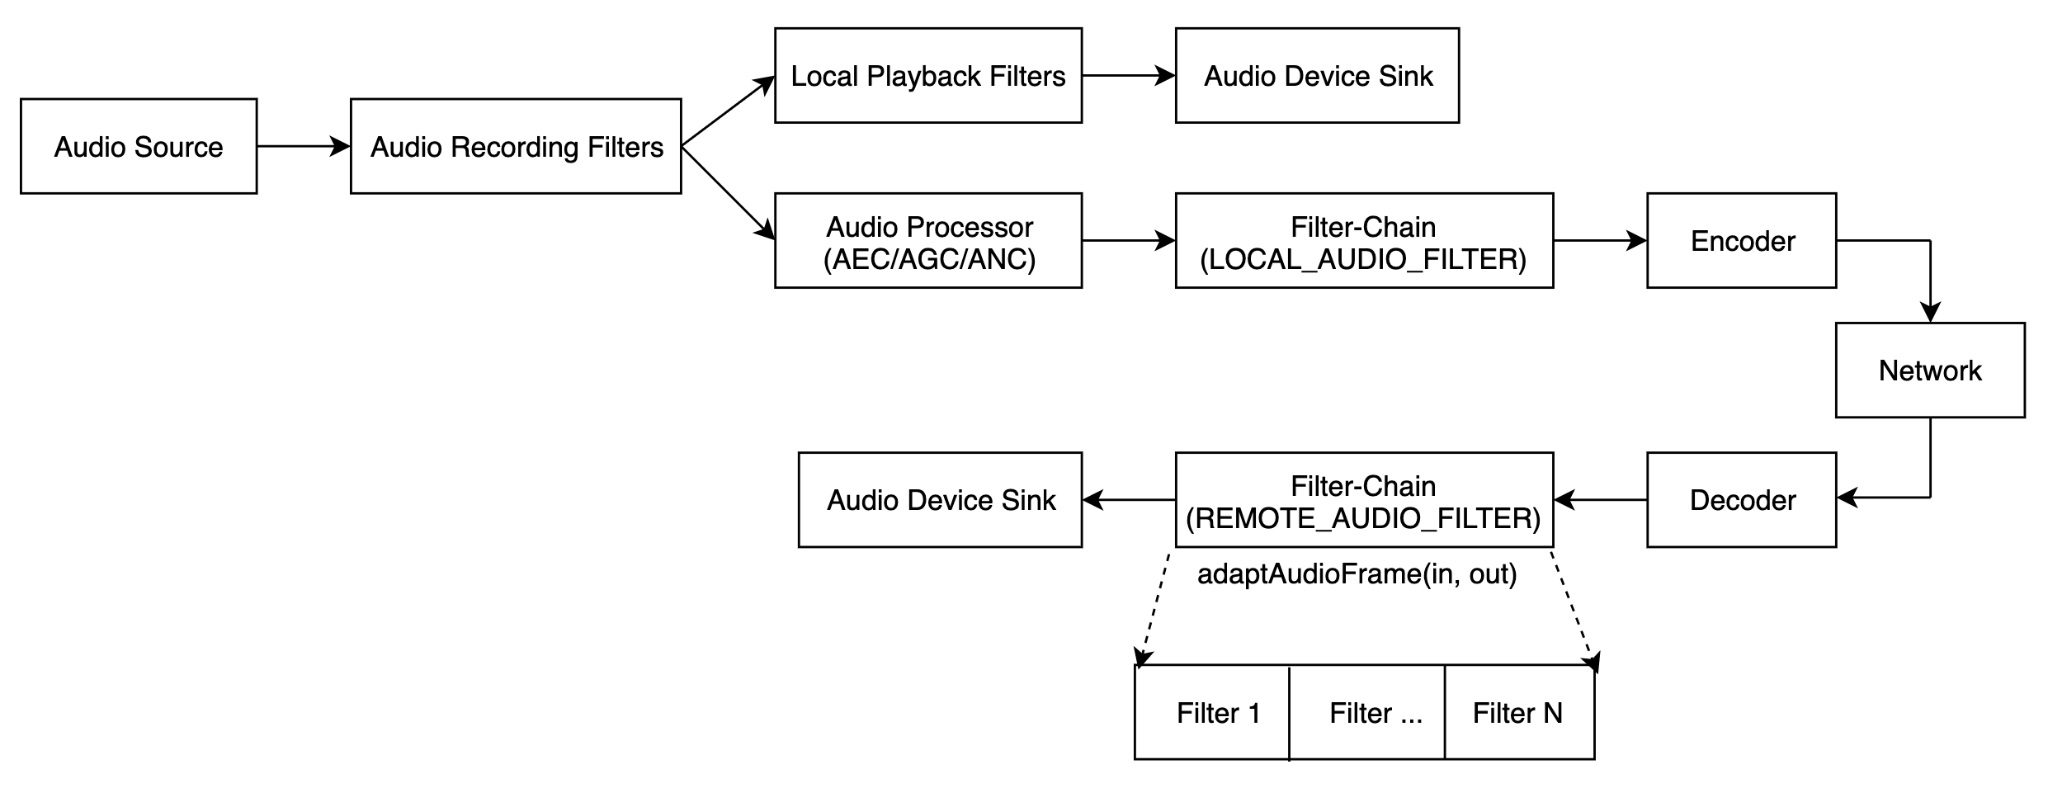 Local Playback Filters
Audio Device Sink
Audio Source
Audio Recording Filters
Audio Processor
(AEC/AGC/ANC)
Filter-Chain
(LOCAL_AUDIO_FILTER)
Encoder
Network
Audio Device Sink
Filter-Chain
(REMOTE_AUDIO_FILTER)
Decoder
adaptAudioFrame(in, out)
Filter 1
Filter ...
Filter N